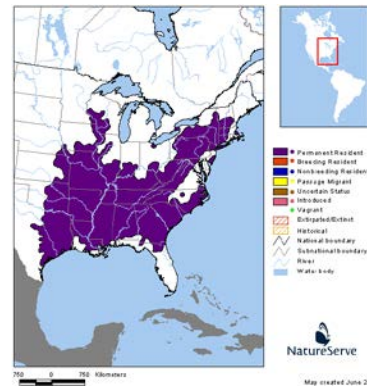 Permanent Resident
Breeding Resident
Nonbreeding Resident
Passage Migrant
Uncertain Status
Introduced
Vagrant
Extirpated/Extinct
Historical
National boundary
Subnational boundary
River
Water body
NatureServe
750 0 750 Kilometers
Map created June 2